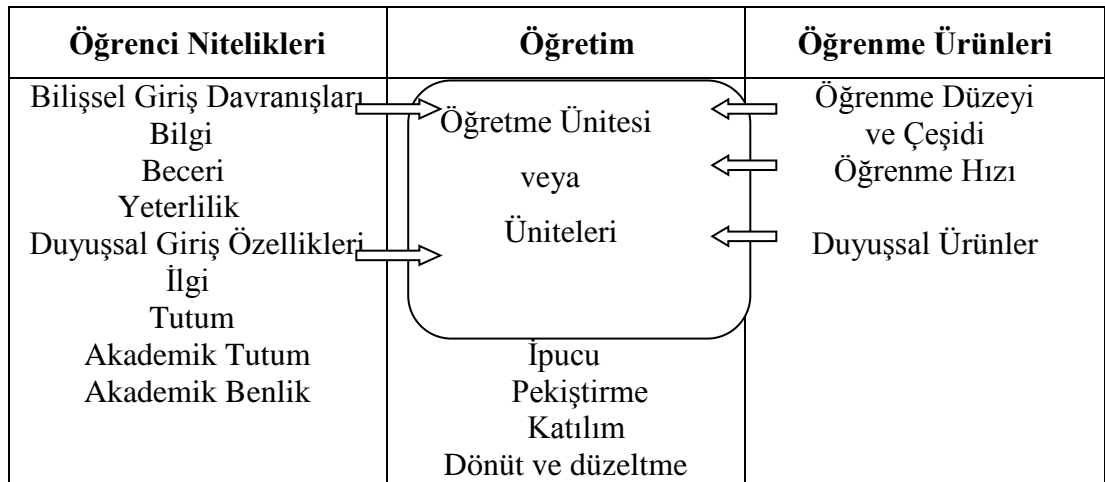 Öğrenci Nitelikleri
Bilişsel Giriş Davranışları
Bilgi
Beceri
Yeterlilik
Duyuşsal Giriş Özellikleri
İlgi
Tutum
Akademik Tutum
Akademik Benlik
Öğretim
Öğretme Ünitesi
veya
Üniteleri
İpucu
Pekiştirme
Katılım
Dönüt ve düzeltme
Öğrenme Ürünleri
Öğrenme Düzeyi
ve Çeşidi
Öğrenme Hızı
Duyuşsal Ürünler